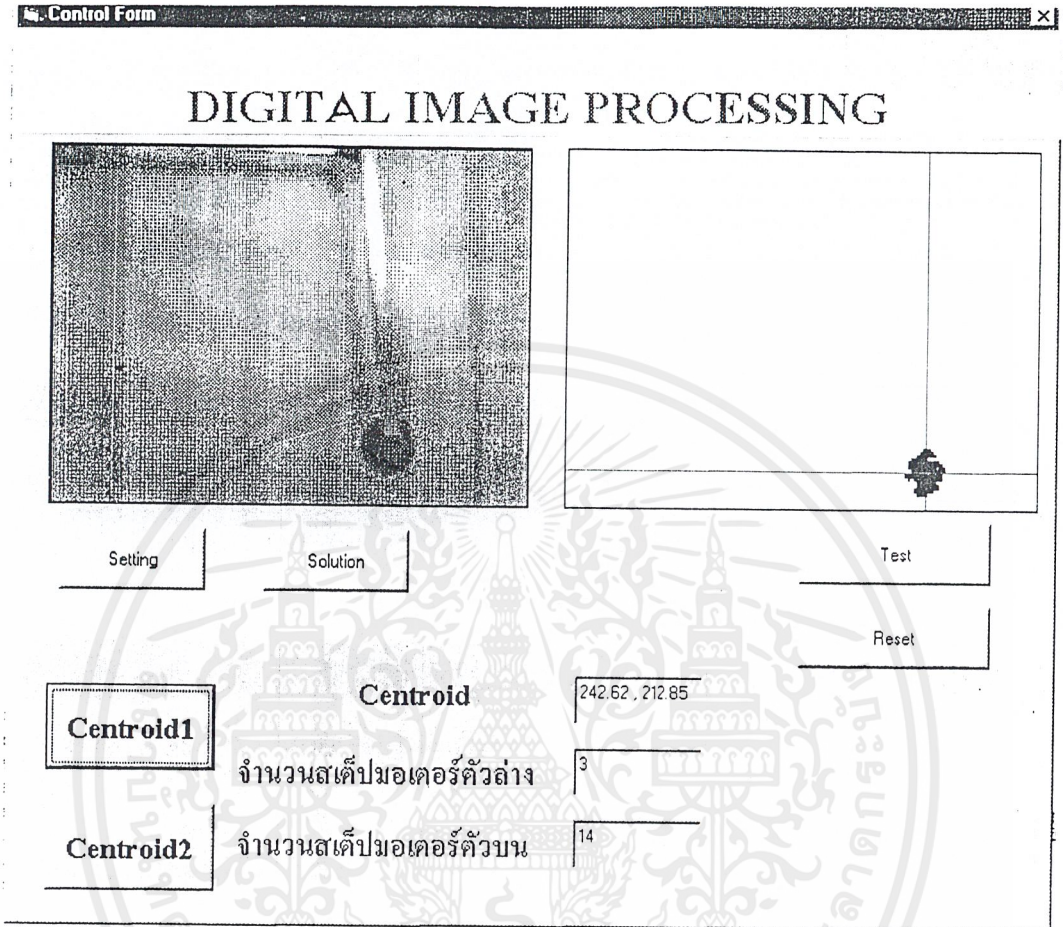 Control Form
DIGITAL IMAGE PROCESSING
Setting
Solution
Test
Reset
Centroid1
Centroid
242.62 , 212.85
จำนวนสเต็ปมอเตอร์ตัวล่าง
3
Centroid2
จำนวนสเต็ปมอเตอร์ตัวบน
14